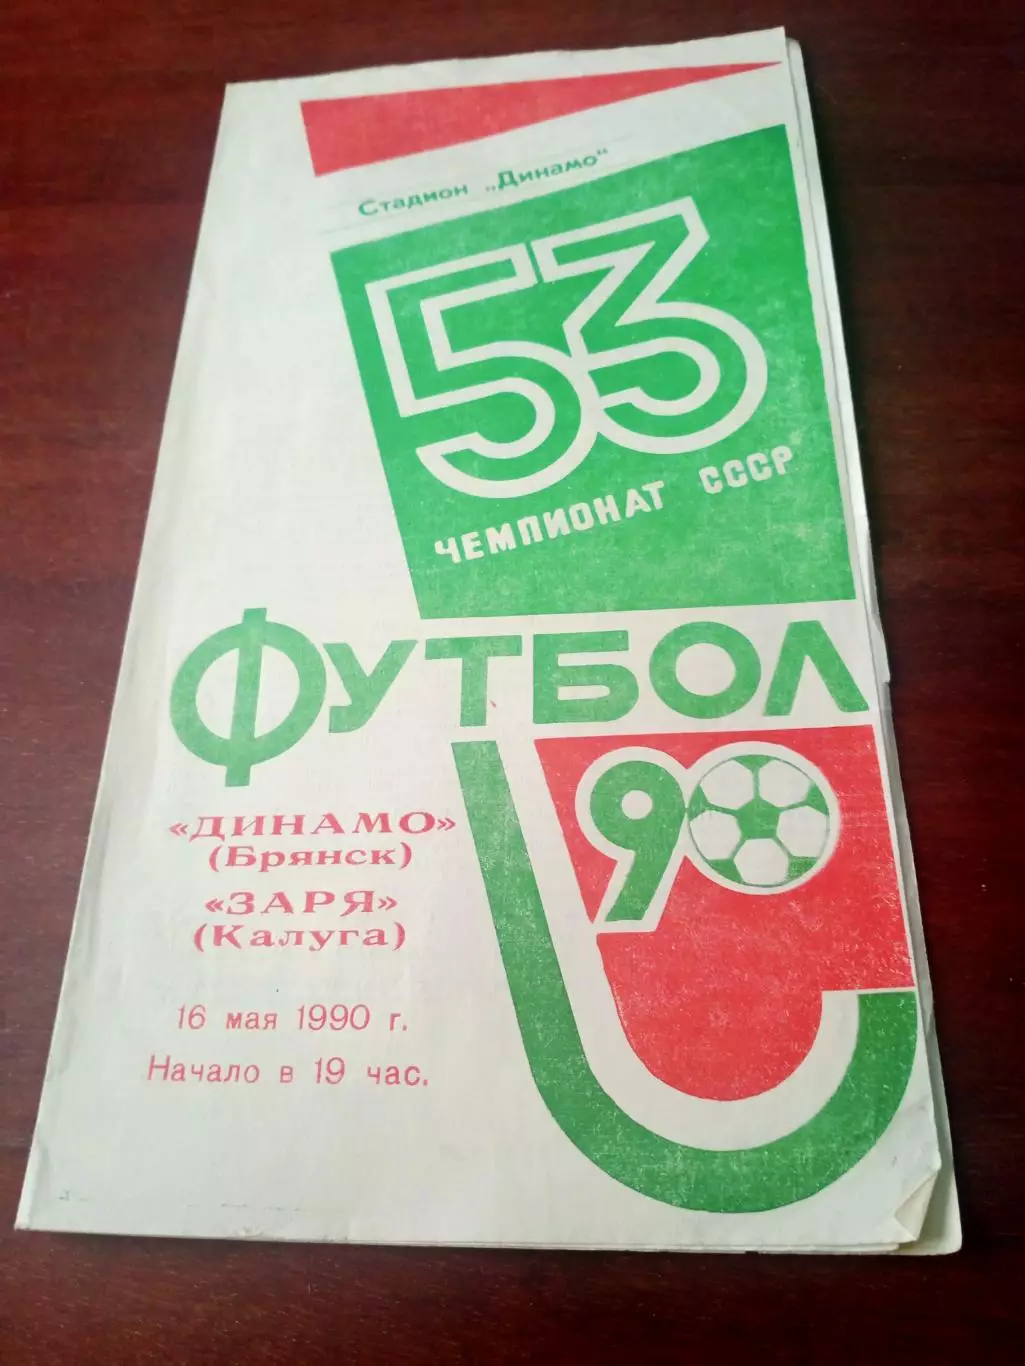 Стадион „Динамо"
53
ЧЕМПИОНАТ СССР
ФУТБОЛ
90
«ДИНАМО»
(Брянск)
«ЗАРЯ»
(Калуга)
16 мая 1990 г.
Начало в 19 час.